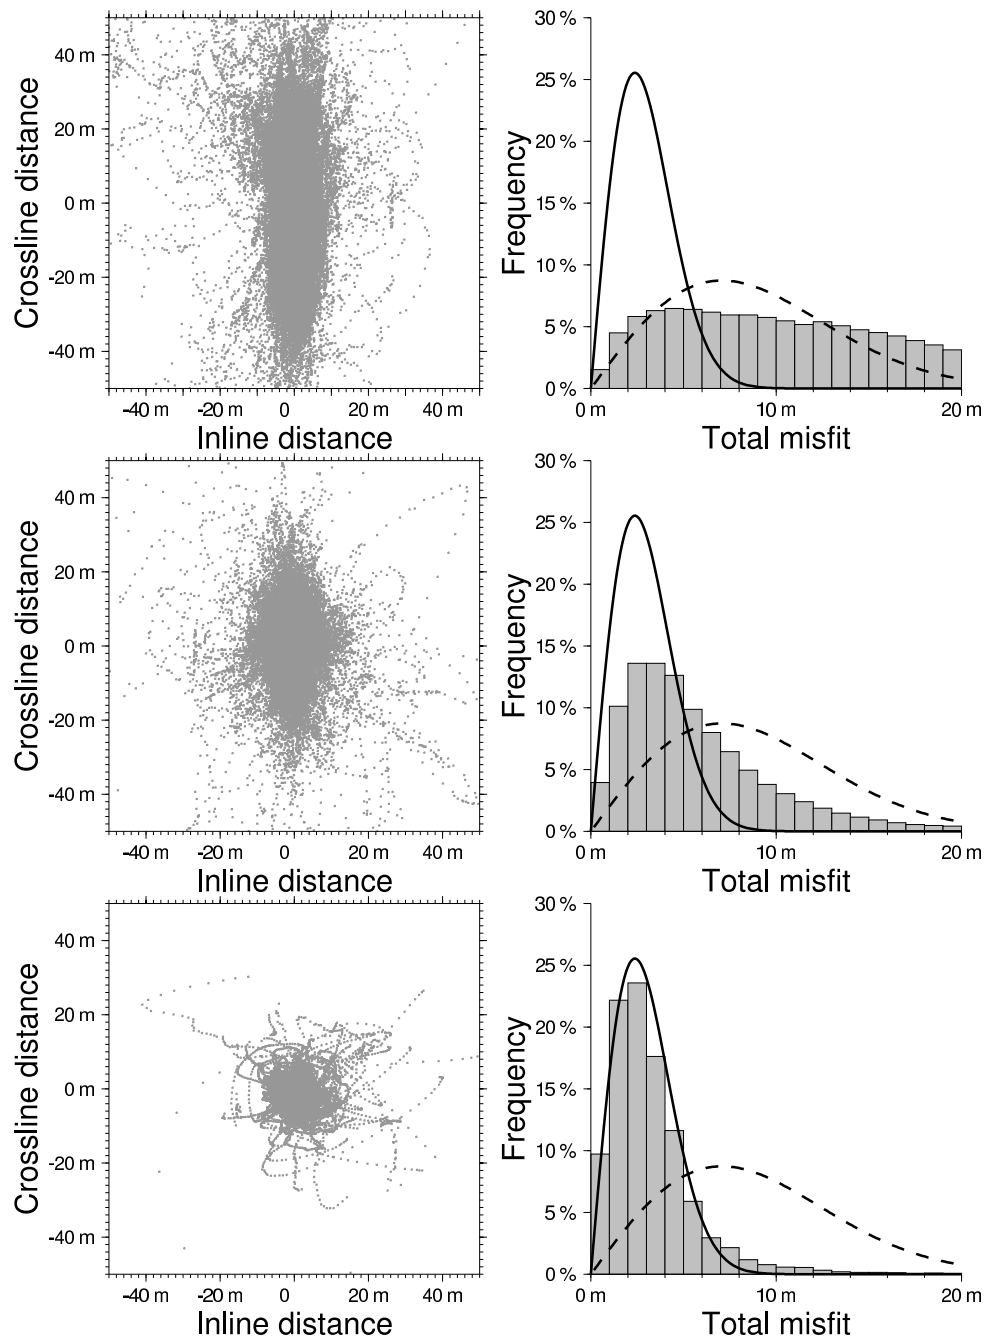 40 m
20 m
0 m
-20 m
-40 m
Crossline distance
-40 m -20 m 0 20 m 40 m
Inline distance
30 %
25 %
20 %
15 %
10 %
5 %
0 %
Frequency
0 m 10 m 20 m
Total misfit
40 m
20 m
0 m
-20 m
-40 m
Crossline distance
-40 m -20 m 0 20 m 40 m
Inline distance
30 %
25 %
20 %
15 %
10 %
5 %
0 %
Frequency
0 m 10 m 20 m
Total misfit
40 m
20 m
0 m
-20 m
-40 m
Crossline distance
-40 m -20 m 0 20 m 40 m
Inline distance
30 %
25 %
20 %
15 %
10 %
5 %
0 %
Frequency
0 m 10 m 20 m
Total misfit